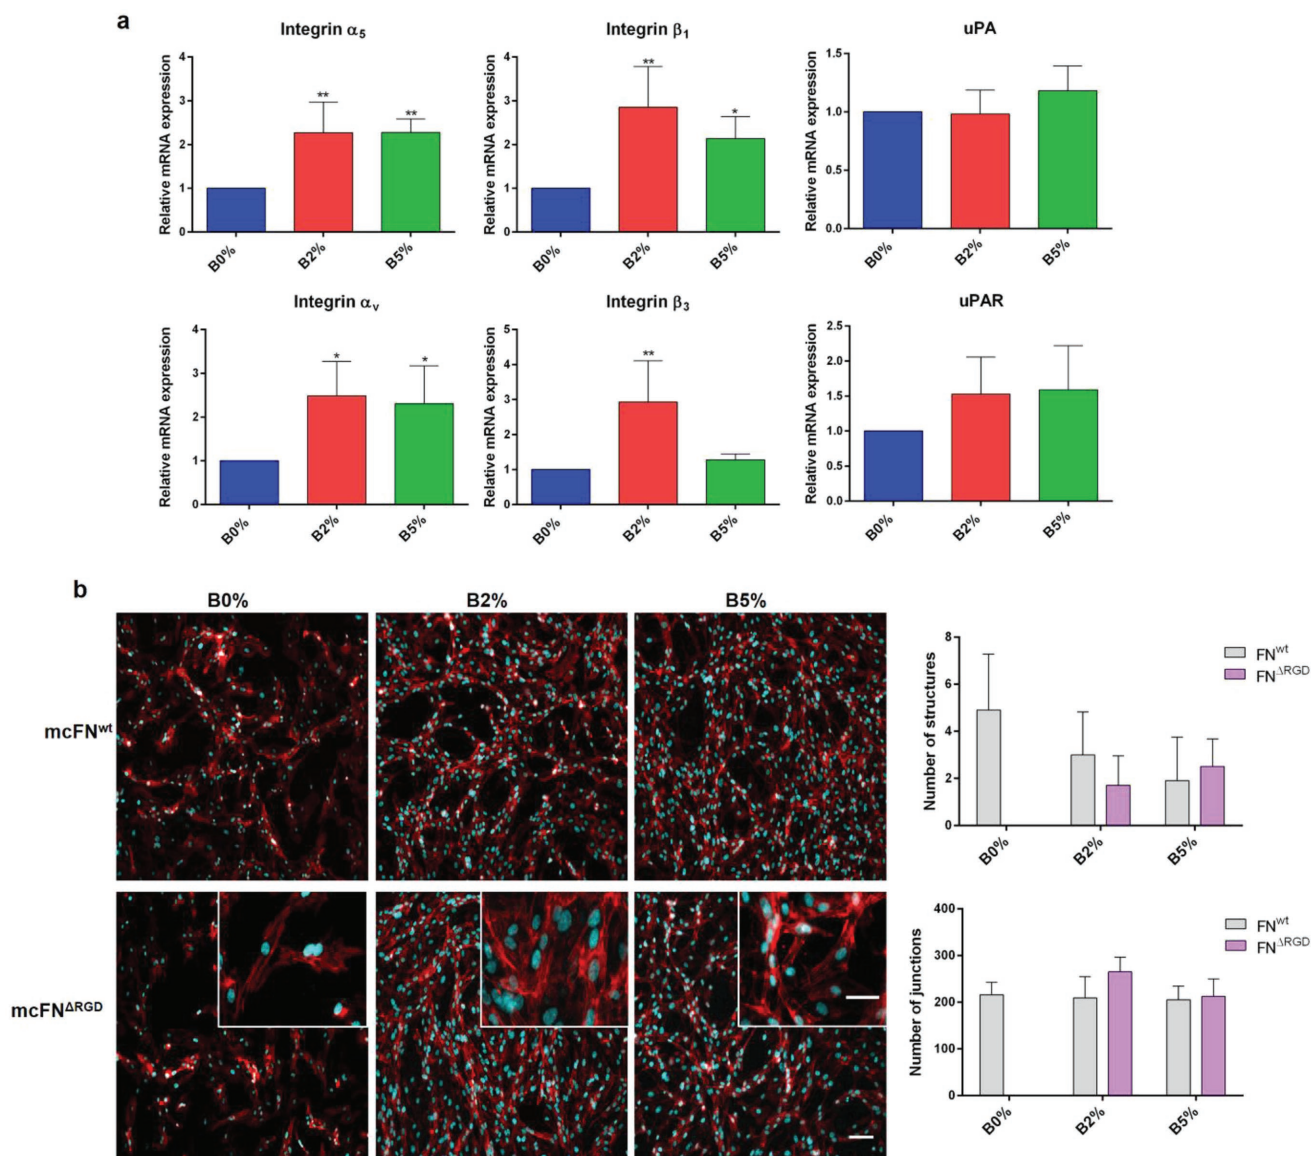 a
Integrin α5
Relative mRNA expression
4
3
2
1
0
**
**
B0%
B2%
B5%
Integrin β1
Relative mRNA expression
4
3
2
1
0
**
*
B0%
B2%
B5%
uPA
Relative mRNA expression
1.5
1.0
0.5
0.0
B0%
B2%
B5%
Integrin αv
Relative mRNA expression
4
3
2
1
0
*
*
B0%
B2%
B5%
Integrin β3
Relative mRNA expression
5
4
3
2
1
0
**
B0%
B2%
B5%
uPAR
Relative mRNA expression
2.5
2.0
1.5
1.0
0.5
0.0
B0%
B2%
B5%
b
B0%
B2%
B5%
mcFNwt
mcFNΔRGD
Number of structures
8
6
4
2
0
FNwt
FNΔRGD
B0%
B2%
B5%
Number of junctions
400
300
200
100
0
FNwt
FNΔRGD
B0%
B2%
B5%